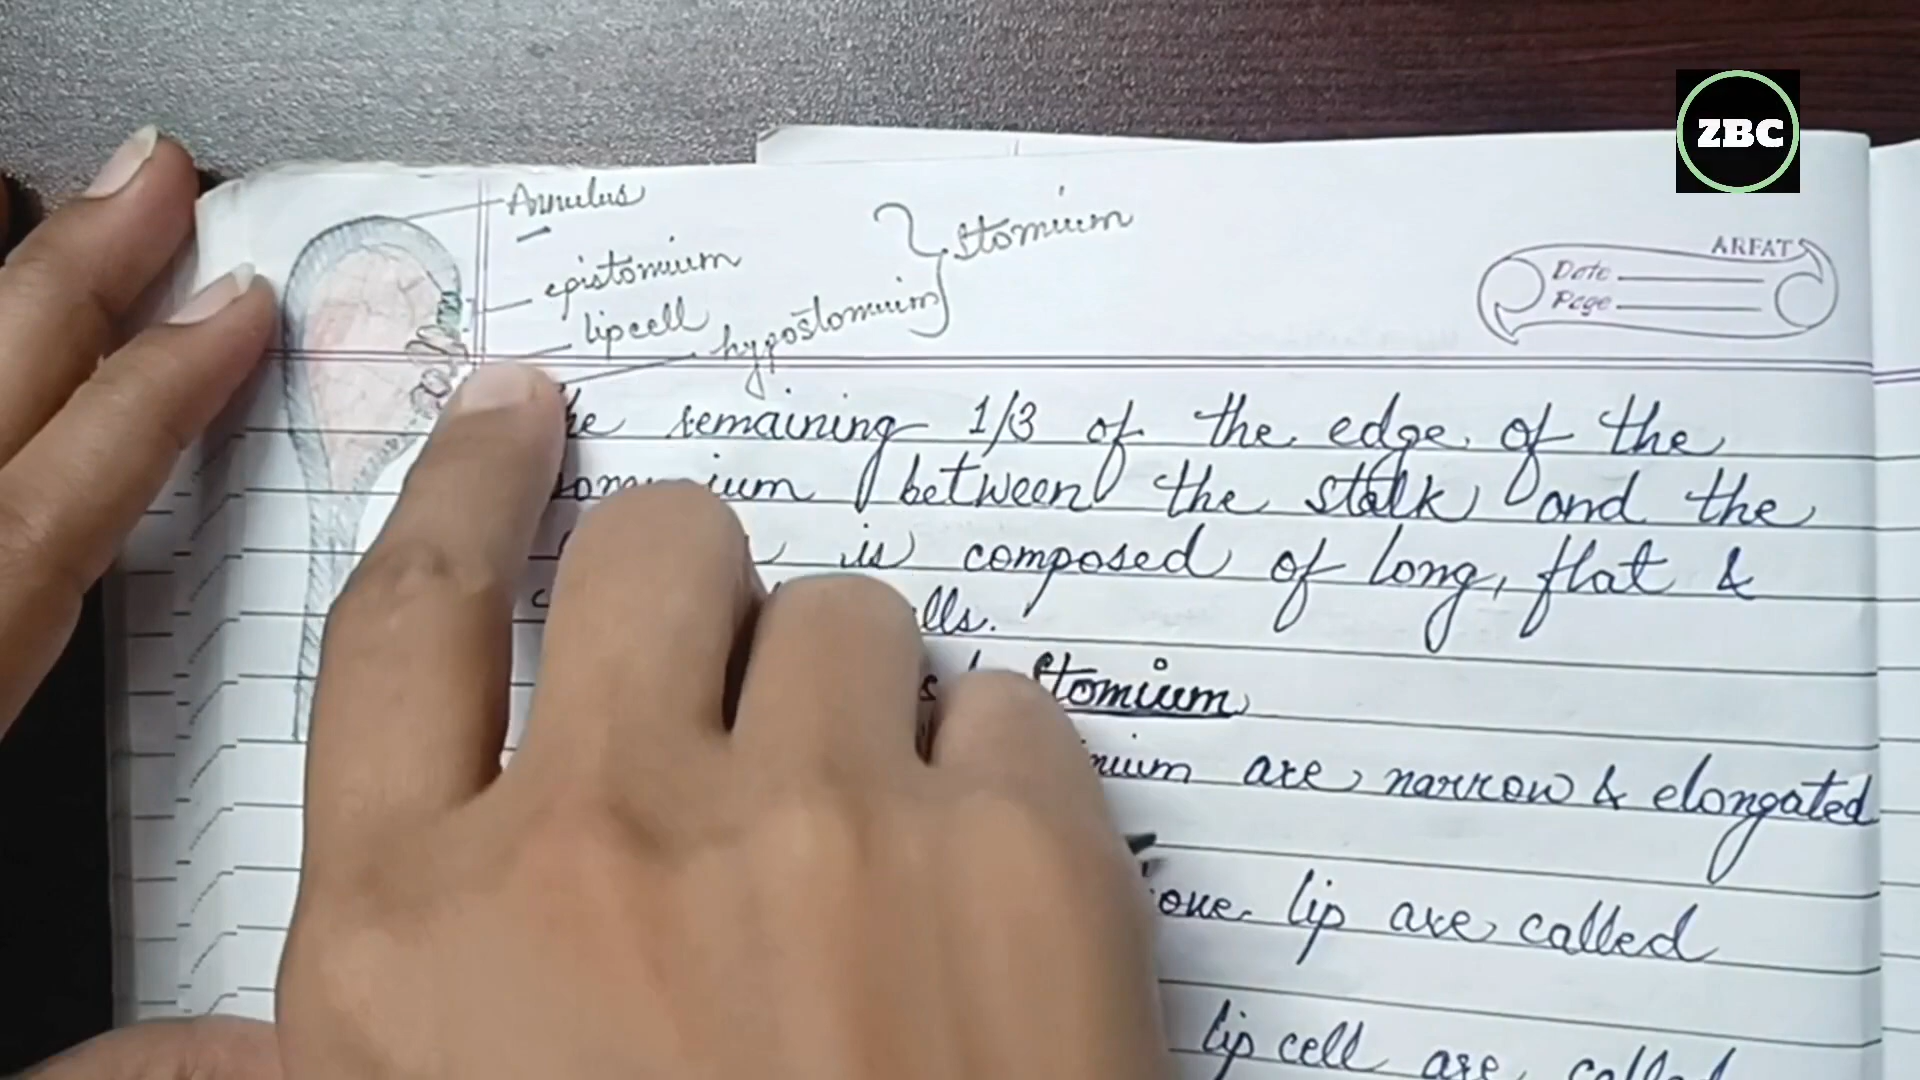 ZBC
Annulus
epistomium
lipcell
hypostomium
Stomium
ARFAT
Date
Page
remaining 1/3 of the edge of the
between the stalk and the
is composed of long, flat &
Stomium
are narrow & elongated
lip are called
lip cell are called